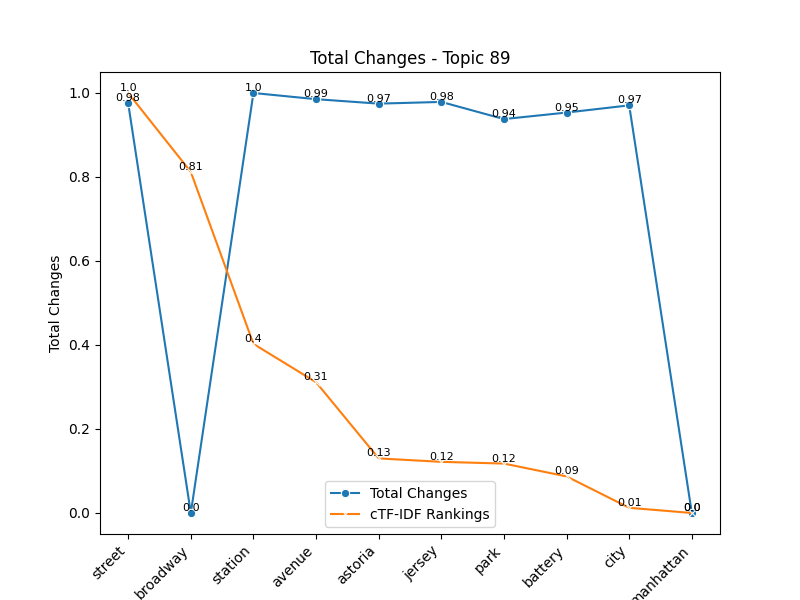 Total Changes - Topic 89
Total Changes
1.0
0.8
0.6
0.4
0.2
0.0
1.0
0.98
0.81
0.0
1.0
0.4
0.99
0.31
0.97
0.13
0.98
0.12
0.94
0.12
0.95
0.09
0.97
0.01
0.0
0.0
Total Changes
cTF-IDF Rankings
street
broadway
station
avenue
astoria
jersey
park
battery
city
manhattan